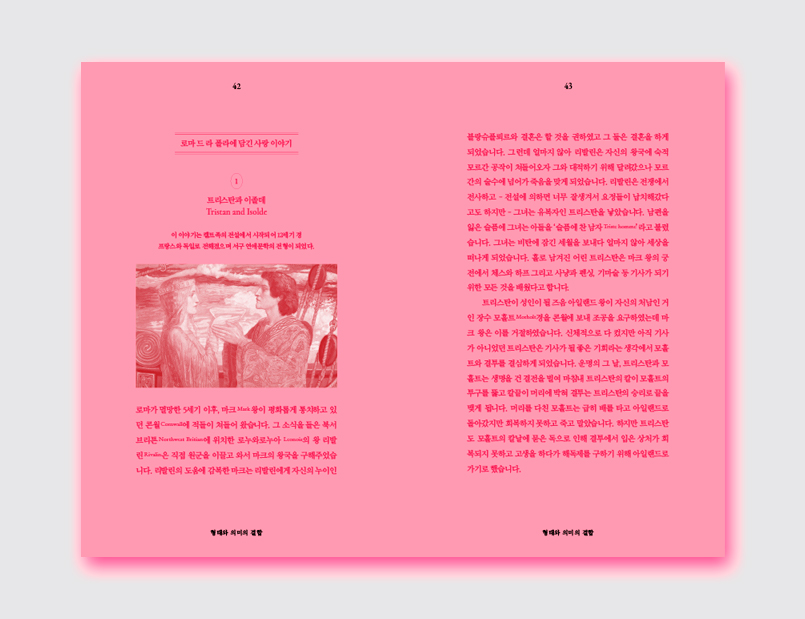 42
로마드 라 폴라에 담긴 사랑 이야기
1
트리스탄과 이졸데
Tristan and Isolde
이 이야기는 켈트족의 전설에서 시작되어 12세기 경
프랑스와 독일로 전해졌으며 서구 연애문학의 전형이 되었다.
로마가 멸망한 5세기 이후, 마크 Mark 왕이 평화롭게 통치하고 있
던 콘월 Cornwall에 적들이 쳐들어 왔습니다. 그 소식을 들은 북서
브리튼 Northwest Britian에 위치한 로누와로누아 Loonois의 왕 리발
린 Rivalin은 직접 원군을 이끌고 와서 마크의 왕국을 구해주었습
니다. 리발린의 도움에 감복한 마크는 리발린에게 자신의 누이인
형태와 의미의 결합
43
블랑슈플뢰르와 결혼은 할 것을 권하였고 그 둘은 결혼을 하게
되었습니다. 그런데 얼마지 않아 리발린은 자신의 왕국에 숙적
모르간 공작이 쳐들어오자 그와 대적하기 위해 달려갔으나 모르
간의 술수에 넘어가 죽음을 맞게 되었습니다. 리발린은 전쟁에서
전사하고 – 전설에 의하면 너무 잘생겨서 요정들이 납치해갔다
고도 하지만 – 그녀는 유복자인 트리스탄을 낳았습니다. 남편을
잃은 슬픔에 그녀는 아들을 ‘슬픔에 찬 남자 Triste homme’라고 불렀
습니다. 그녀는 비탄에 잠긴 세월을 보내다 얼마지 않아 세상을
떠나게 되었습니다. 홀로 남겨진 어린 트리스탄은 마크 왕의 궁
전에서 체스와 하프 그리고 사냥과 펜싱, 기마술 등 기사가 되기
위한 모든 것을 배웠다고 합니다.
트리스탄이 성인이 될 즈음 아일랜드 왕이 자신의 처남인 거
인 장수 모홀트 Morholt경을 콘월에 보내 조공을 요구하였는데 마
크 왕은 이를 거절하였습니다. 신체적으로 다 컸지만 아직 기사
가 아니었던 트리스탄은 기사가 될 좋은 기회라는 생각에서 모홀
트와 결투를 결심하게 되었습니다. 운명의 그 날, 트리스탄과 모
홀트는 생명을 건 결전을 벌여 마침내 트리스탄의 칼이 모홀트의
투구를 뚫고 칼끝이 머리에 박혀 결투는 트리스탄의 승리로 끝을
맺게 됩니다. 머리를 다친 모홀트는 급히 배를 타고 아일랜드로
돌아갔지만 회복하지 못하고 죽고 말았습니다. 하지만 트리스탄
도 모홀트의 칼날에 묻은 독으로 인해 결투에서 입은 상처가 회
복되지 못하고 고생을 하다가 해독제를 구하기 위해 아일랜드로
가기로 했습니다.
형태와 의미의 결합